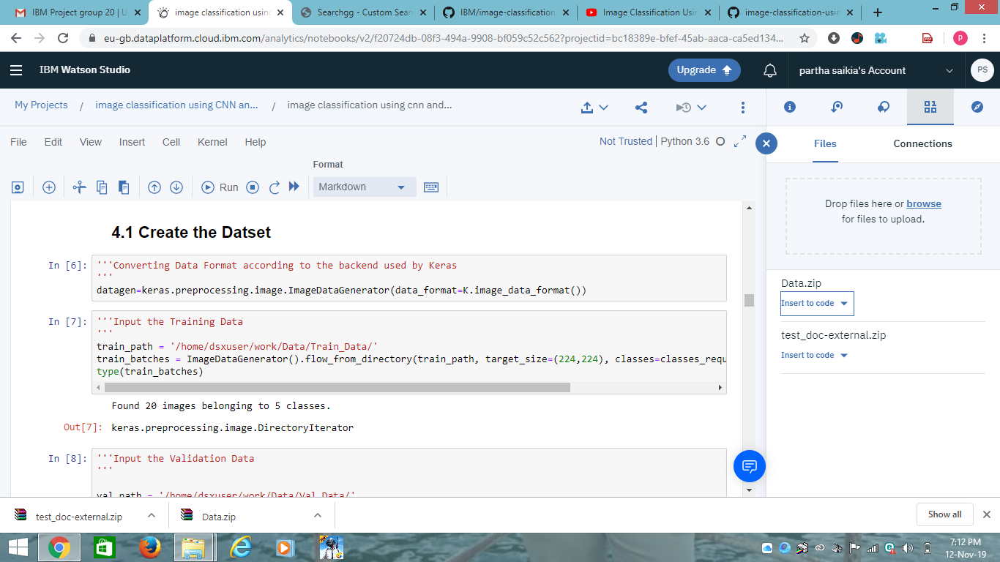 IBM Project group 20 | U
image classification using
Searchgg - Custom Sear
IBM/image-classification
Image Classification Usin
image-classification-usin
eu-gb.dataplatform.cloud.ibm.com/analytics/notebooks/v2/f20724db-08f3-494a-9908-bf059c52c562?projectid=bc18389e-bfef-45ab-aaca-ca5ed134...
P
IBM Watson Studio
Upgrade
partha saikia's Account
PS
My Projects / image classification using CNN an... / image classification using cnn and...
File Edit View Insert Cell Kernel Help
Not Trusted | Python 3.6
Files
Connections
Format
Run
Markdown
Drop files here or browse
for files to upload.
Data.zip
Insert to code
test_doc-external.zip
Insert to code
4.1 Create the Datset
In [6]: '''Converting Data Format according to the backend used by Keras
'''
datagen=keras.preprocessing.image.ImageDataGenerator(data_format=K.image_data_format())
In [7]: '''Input the Training Data
'''
train_path = '/home/dsxuser/work/Data/Train_Data/'
train_batches = ImageDataGenerator().flow_from_directory(train_path, target_size=(224,224), classes=classes_requ
type(train_batches)
Found 20 images belonging to 5 classes.
Out[7]: keras.preprocessing.image.DirectoryIterator
In [8]: '''Input the Validation Data
'''
val_path = '/home/dsxuser/work/Data/Val_Data/'
test_doc-external.zip
Data.zip
Show all
7:12 PM
12-Nov-19